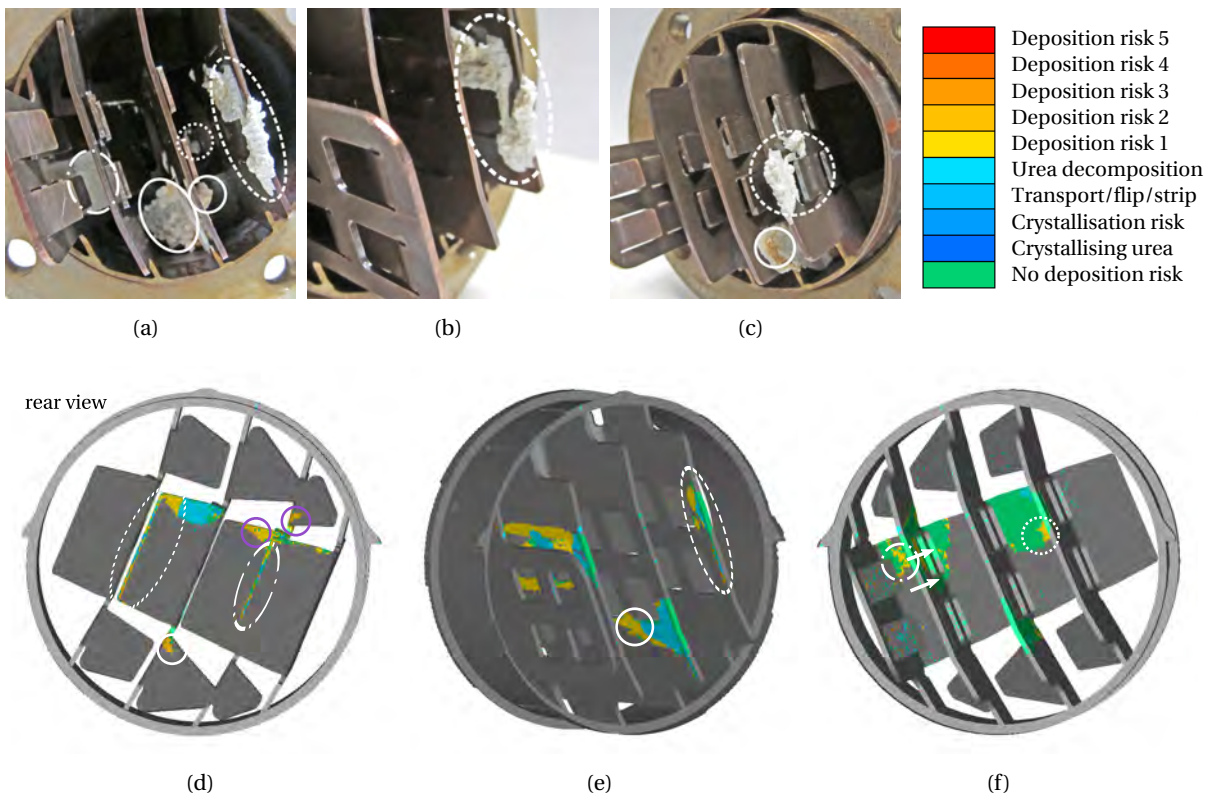 Deposition risk 5
Deposition risk 4
Deposition risk 3
Deposition risk 2
Deposition risk 1
Urea decomposition
Transport/flip/strip
Crystallisation risk
Crystallising urea
No deposition risk
(a)
(b)
(c)
rear view
(d)
(e)
(f)